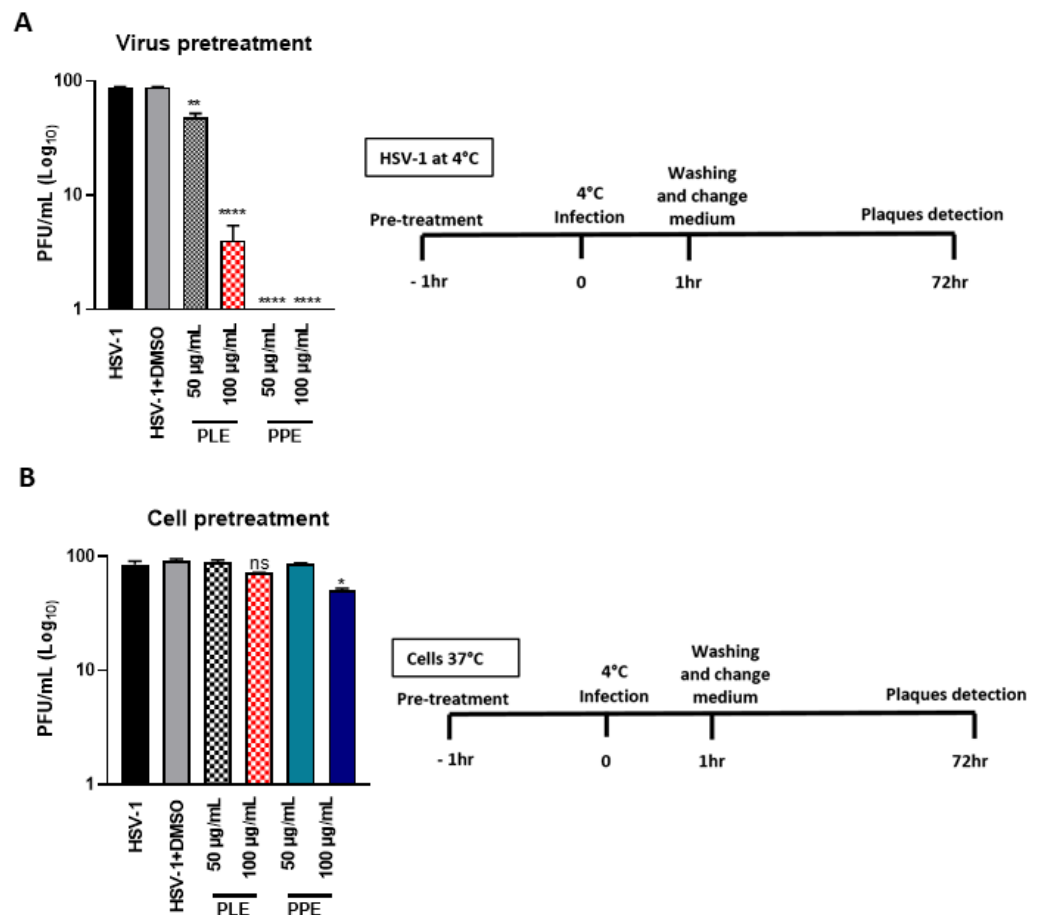 A
Virus pretreatment
PFU/mL (Log10)
100
10
1
**
****
**** ****
HSV-1
HSV-1+DMSO
50 µg/mL
100 µg/mL
50 µg/mL
100 µg/mL
PLE
PPE
HSV-1 at 4°C
Pre-treatment
4°C
Infection
Washing
and change
medium
Plaques detection
- 1hr
0
1hr
72hr
B
Cell pretreatment
PFU/mL (Log10)
100
10
1
ns
*
HSV-1
HSV-1+DMSO
50 µg/mL
100 µg/mL
50 µg/mL
100 µg/mL
PLE
PPE
Cells 37°C
Pre-treatment
4°C
Infection
Washing
and change
medium
Plaques detection
- 1hr
0
1hr
72hr